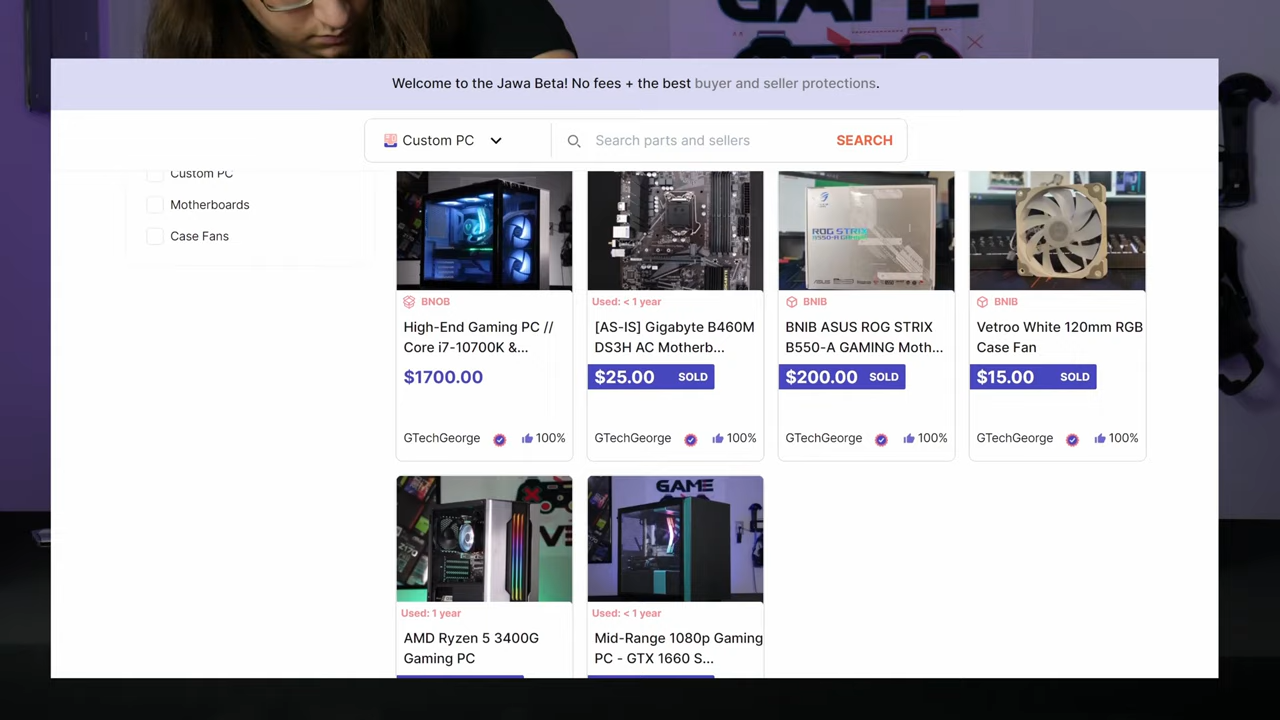 GAME
Welcome to the Jawa Beta! No fees + the best buyer and seller protections.
Custom PC
Search parts and sellers
SEARCH
Custom PC
Motherboards
Case Fans
ROG STRIX
B550-A GAMING
BNOB
High-End Gaming PC //
Core i7-10700K &...
$1700.00
GTechGeorge
100%
Used: < 1 year
[AS-IS] Gigabyte B460M
DS3H AC Motherb...
$25.00 SOLD
GTechGeorge
100%
BNIB
BNIB ASUS ROG STRIX
B550-A GAMING Moth...
$200.00 SOLD
GTechGeorge
100%
BNIB
Vetroo White 120mm RGB
Case Fan
$15.00 SOLD
GTechGeorge
100%
Used: 1 year
AMD Ryzen 5 3400G
Gaming PC
GAME
Used: < 1 year
Mid-Range 1080p Gaming
PC - GTX 1660 S...